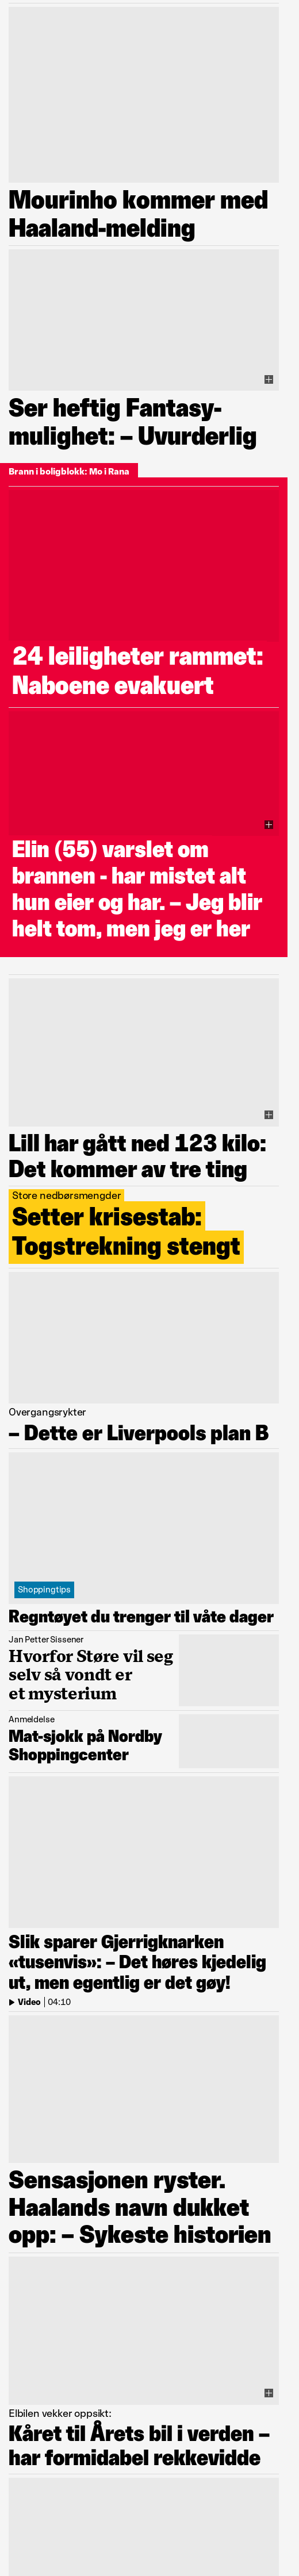 Mourinho kommer med
Haaland-melding
Ser heftig Fantasy-
mulighet: – Uvurderlig
Brann i boligblokk: Mo i Rana
24 leiligheter rammet:
Naboene evakuert
Elin (55) varslet om
brannen - har mistet alt
hun eier og har. – Jeg blir
helt tom, men jeg er her
Lill har gått ned 123 kilo:
Det kommer av tre ting
Store nedbørsmengder
Setter krisestab:
Togstrekning stengt
Overgangsrykter
– Dette er Liverpools plan B
Shoppingtips
Regntøyet du trenger til våte dager
Jan Petter Sissener
Hvorfor Støre vil seg
selv så vondt er
et mysterium
Anmeldelse
Mat-sjokk på Nordby
Shoppingcenter
Slik sparer Gjerrigknarken
«tusenvis»: – Det høres kjedelig
ut, men egentlig er det gøy!
Video | 04:10
Sensasjonen ryster.
Haalands navn dukket
opp: – Sykeste historien
Elbilen vekker oppsikt:
Kåret til Årets bil i verden –
har formidabel rekkevidde